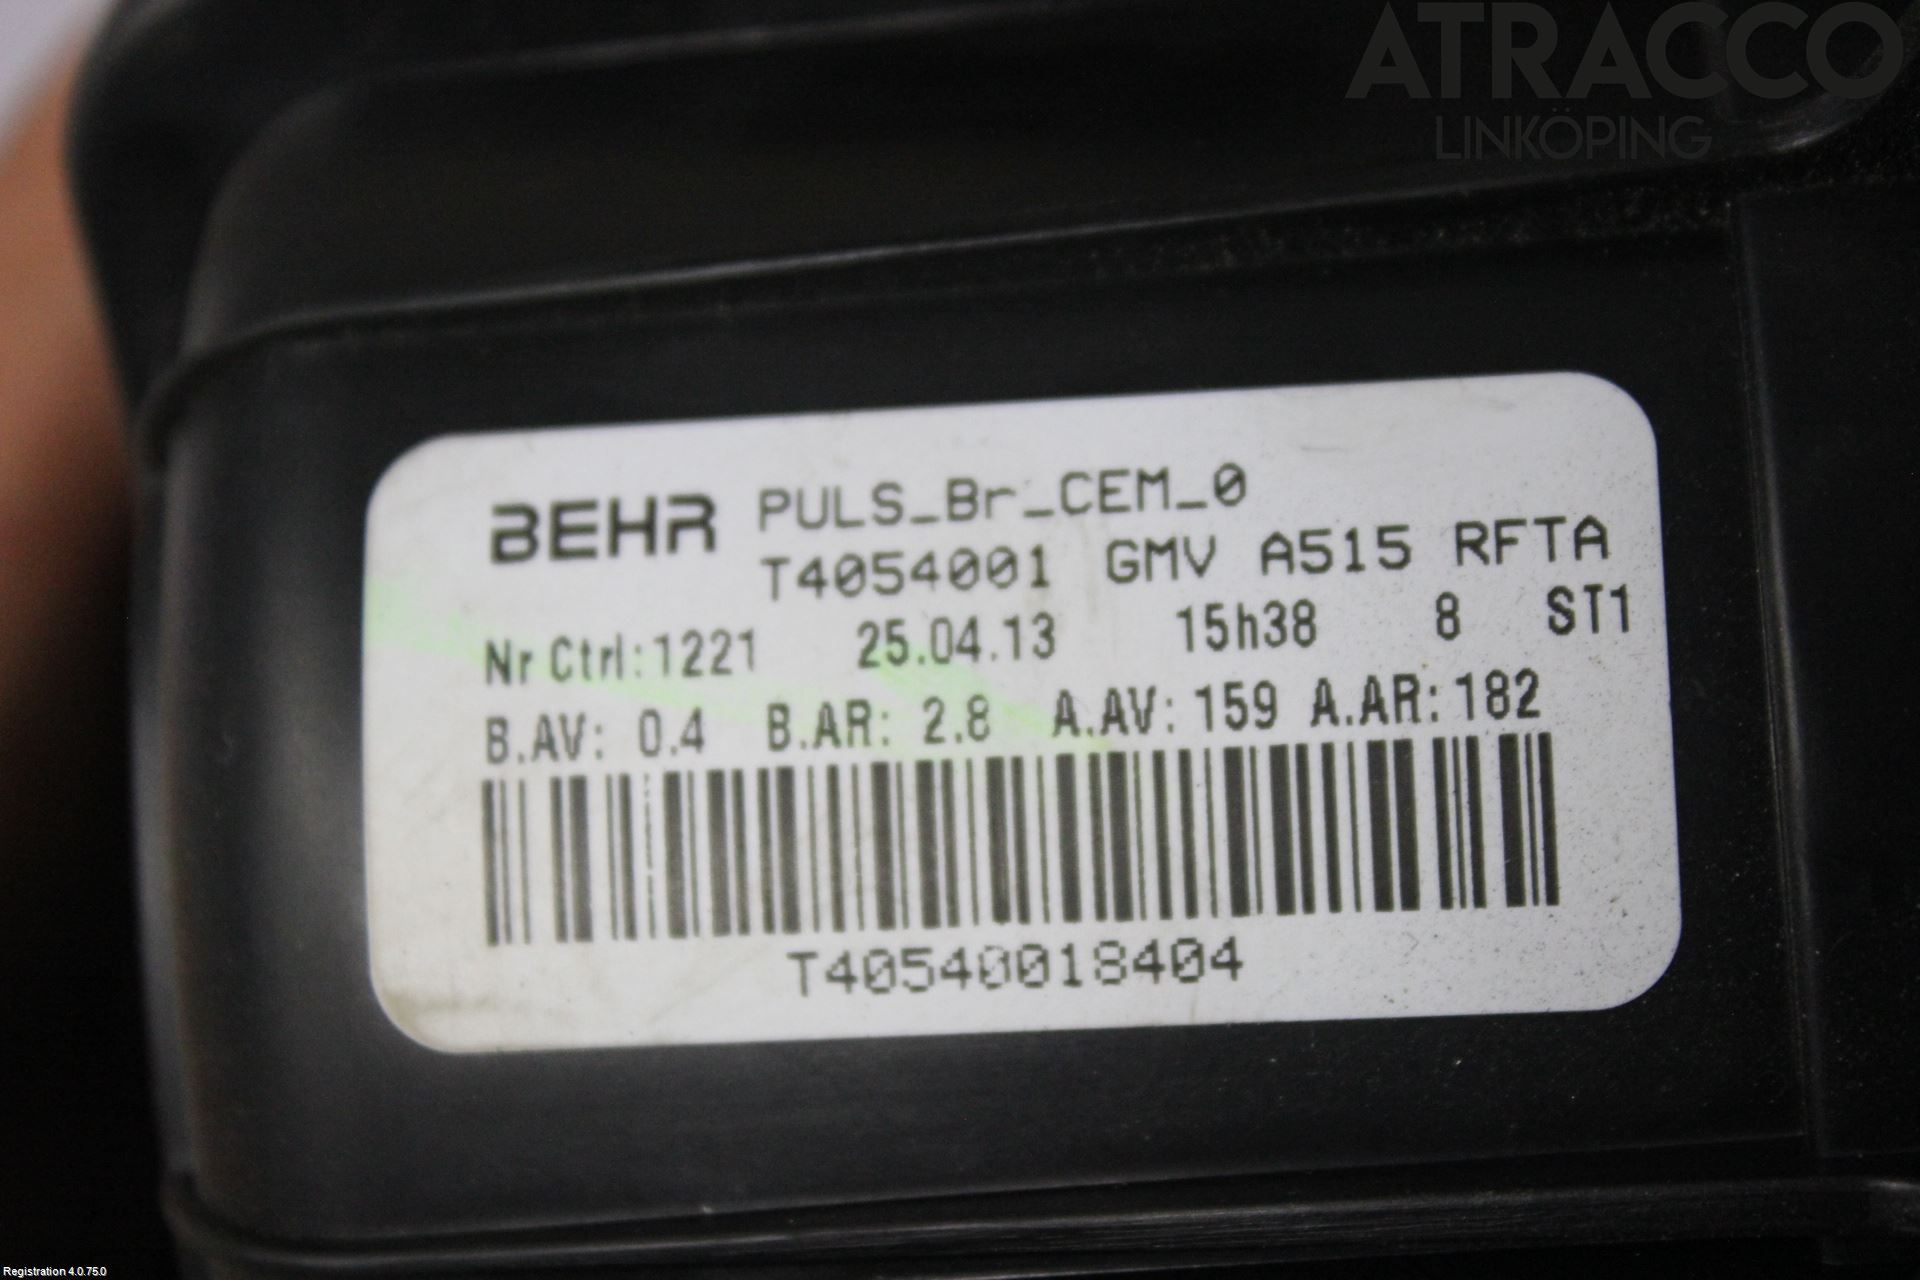 ATRACCO
LINKÖPING
BEHR PULS_Br_CEM_0
T4054001 GMV A515 RFTA
Nr Ctrl:1221 25.04.13 15h38 8 ST1
B.AV: 0.4 B.AR: 2.8 A.AV: 159 A.AR: 182
T40540018404
Registration 4.0.75.0